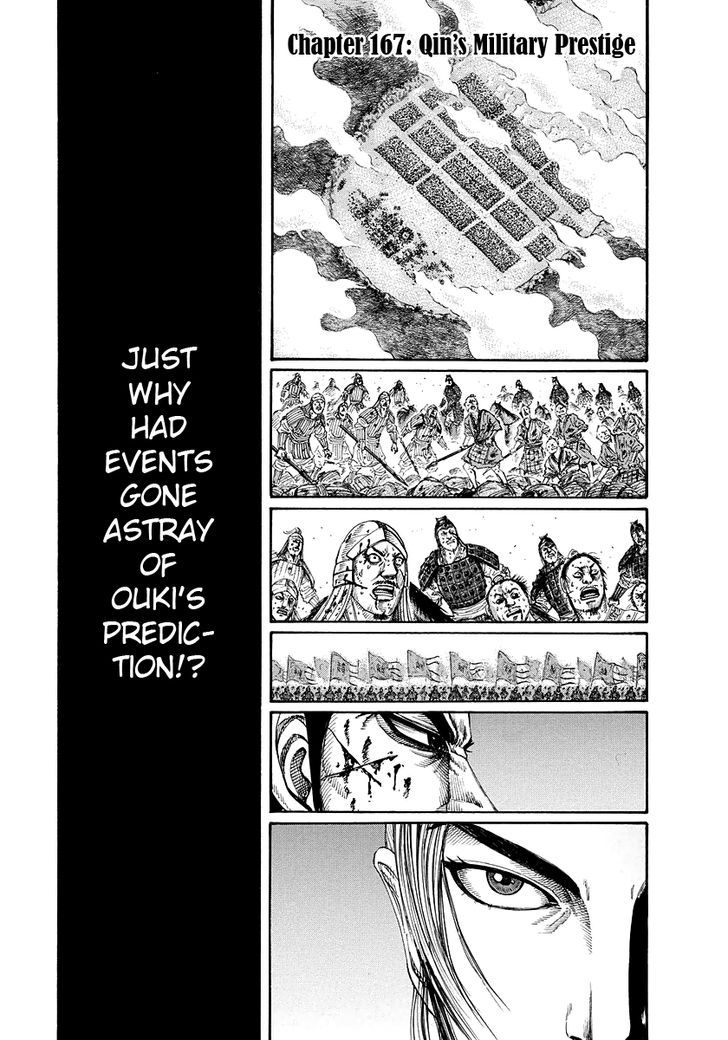 Chapter 167: Qin's Military Prestige
JUST
WHY
HAD
EVENTS
GONE
ASTRAY
OF
OUKI'S
PREDIC-
TION!?